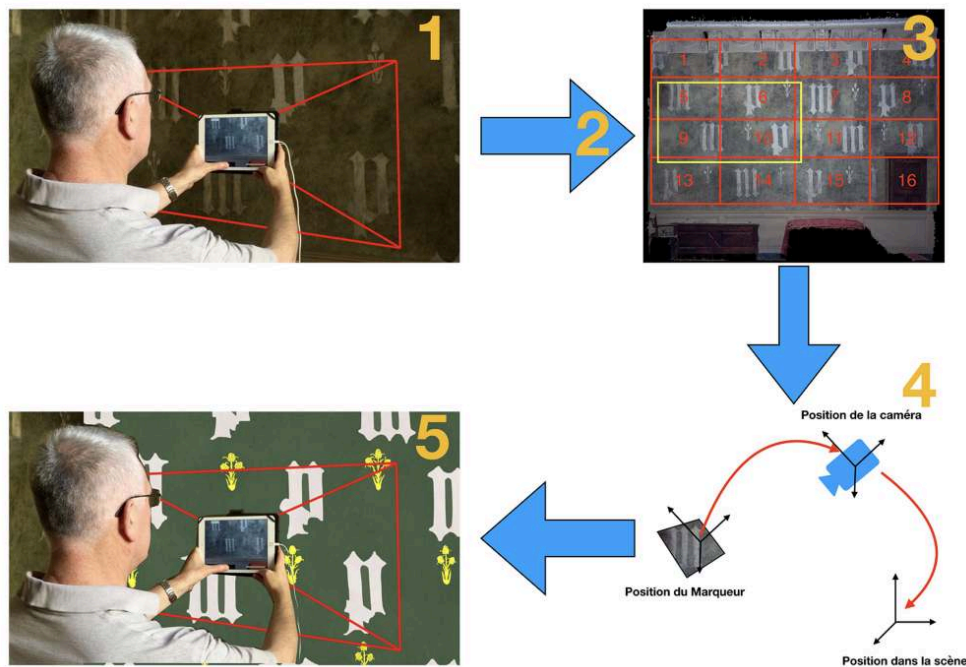 1
2
3
1 2 3 4
5 6 7 8
9 10 11 12
13 14 15 16
4
Position de la caméra
Position du Marqueur
Position dans la scène
5